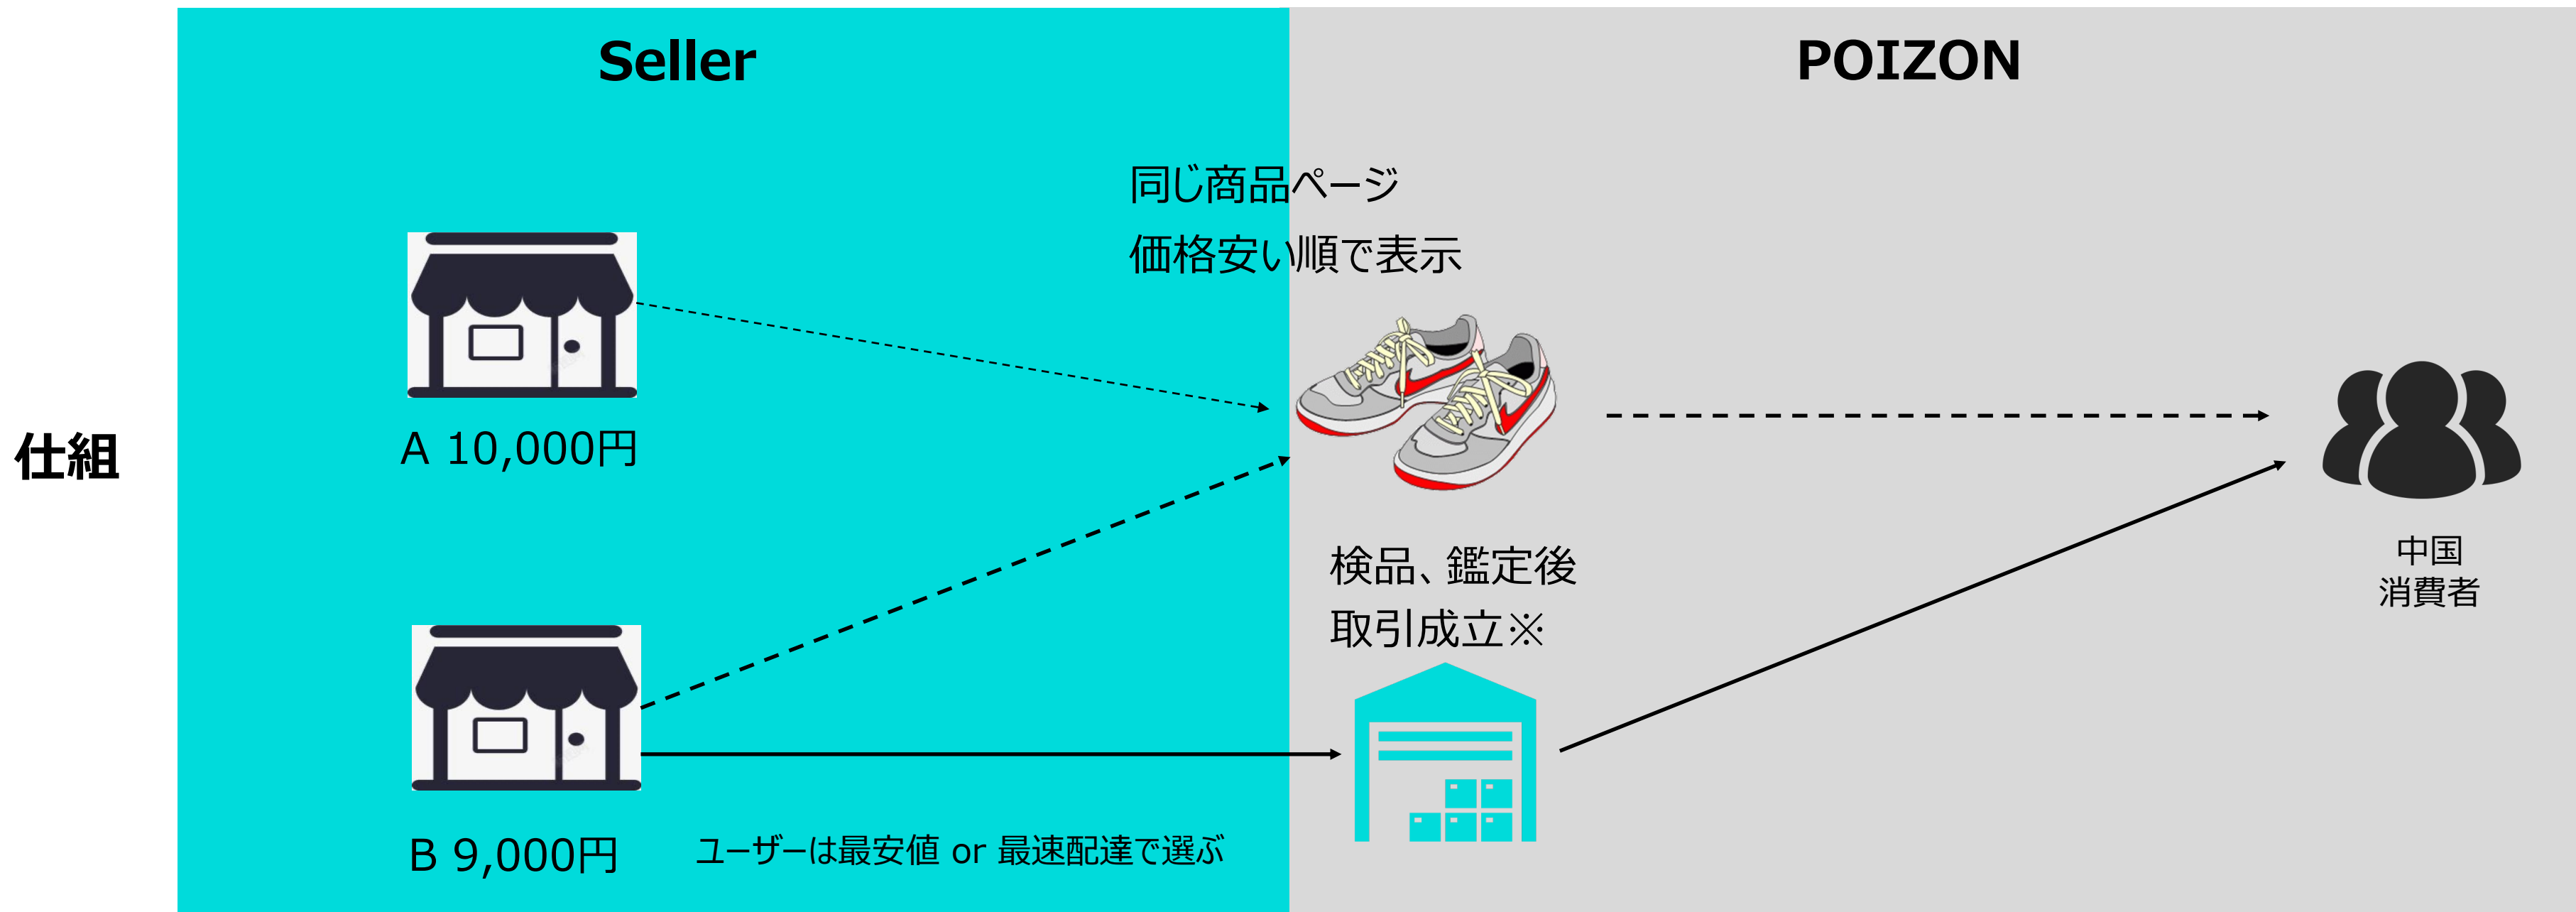 Seller
POIZON
同じ商品ページ
価格安い順で表示
仕組
A 10,000円
検品、鑑定後
取引成立※
中国
消費者
B 9,000円
ユーザーは最安値 or 最速配達で選ぶ